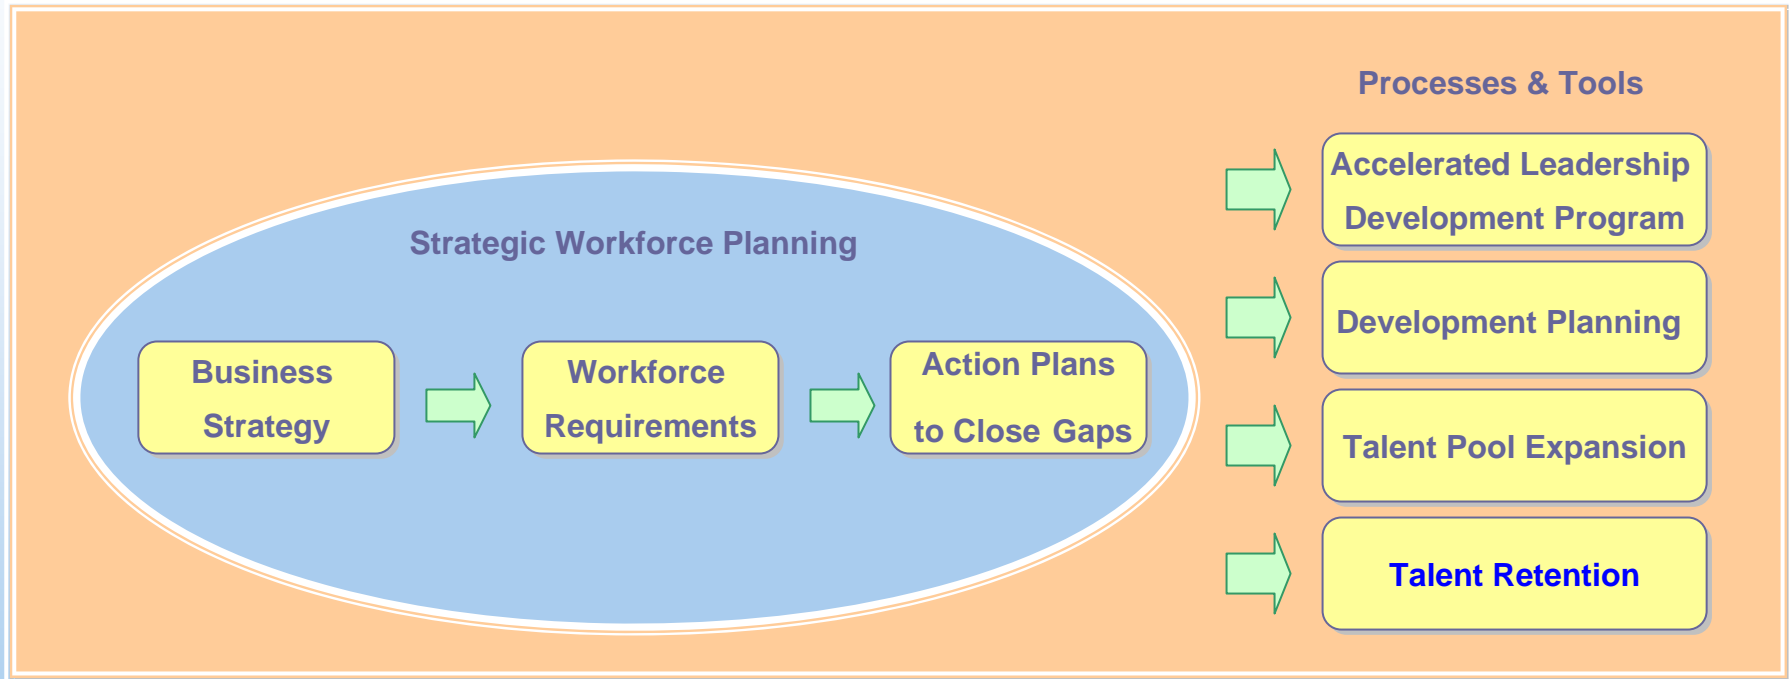 Processes & Tools
Strategic Workforce Planning
Business
Strategy
Workforce
Requirements
Action Plans
to Close Gaps
Accelerated Leadership
Development Program
Development Planning
Talent Pool Expansion
Talent Retention